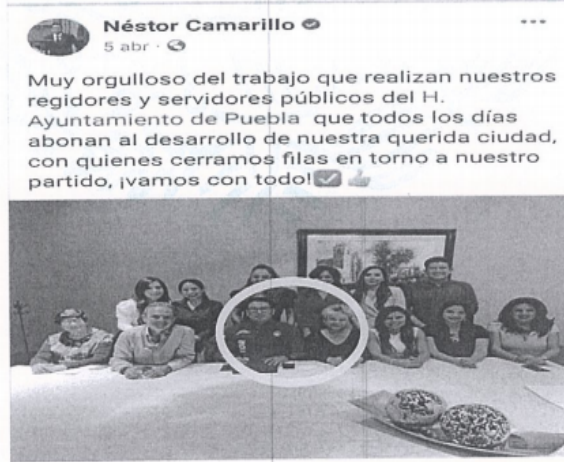 Néstor Camarillo
5 abr
Muy orgulloso del trabajo que realizan nuestros
regidores y servidores públicos del H.
Ayuntamiento de Puebla que todos los días
abonan al desarrollo de nuestra querida ciudad,
con quienes cerramos filas en torno a nuestro
partido, ¡vamos con todo!